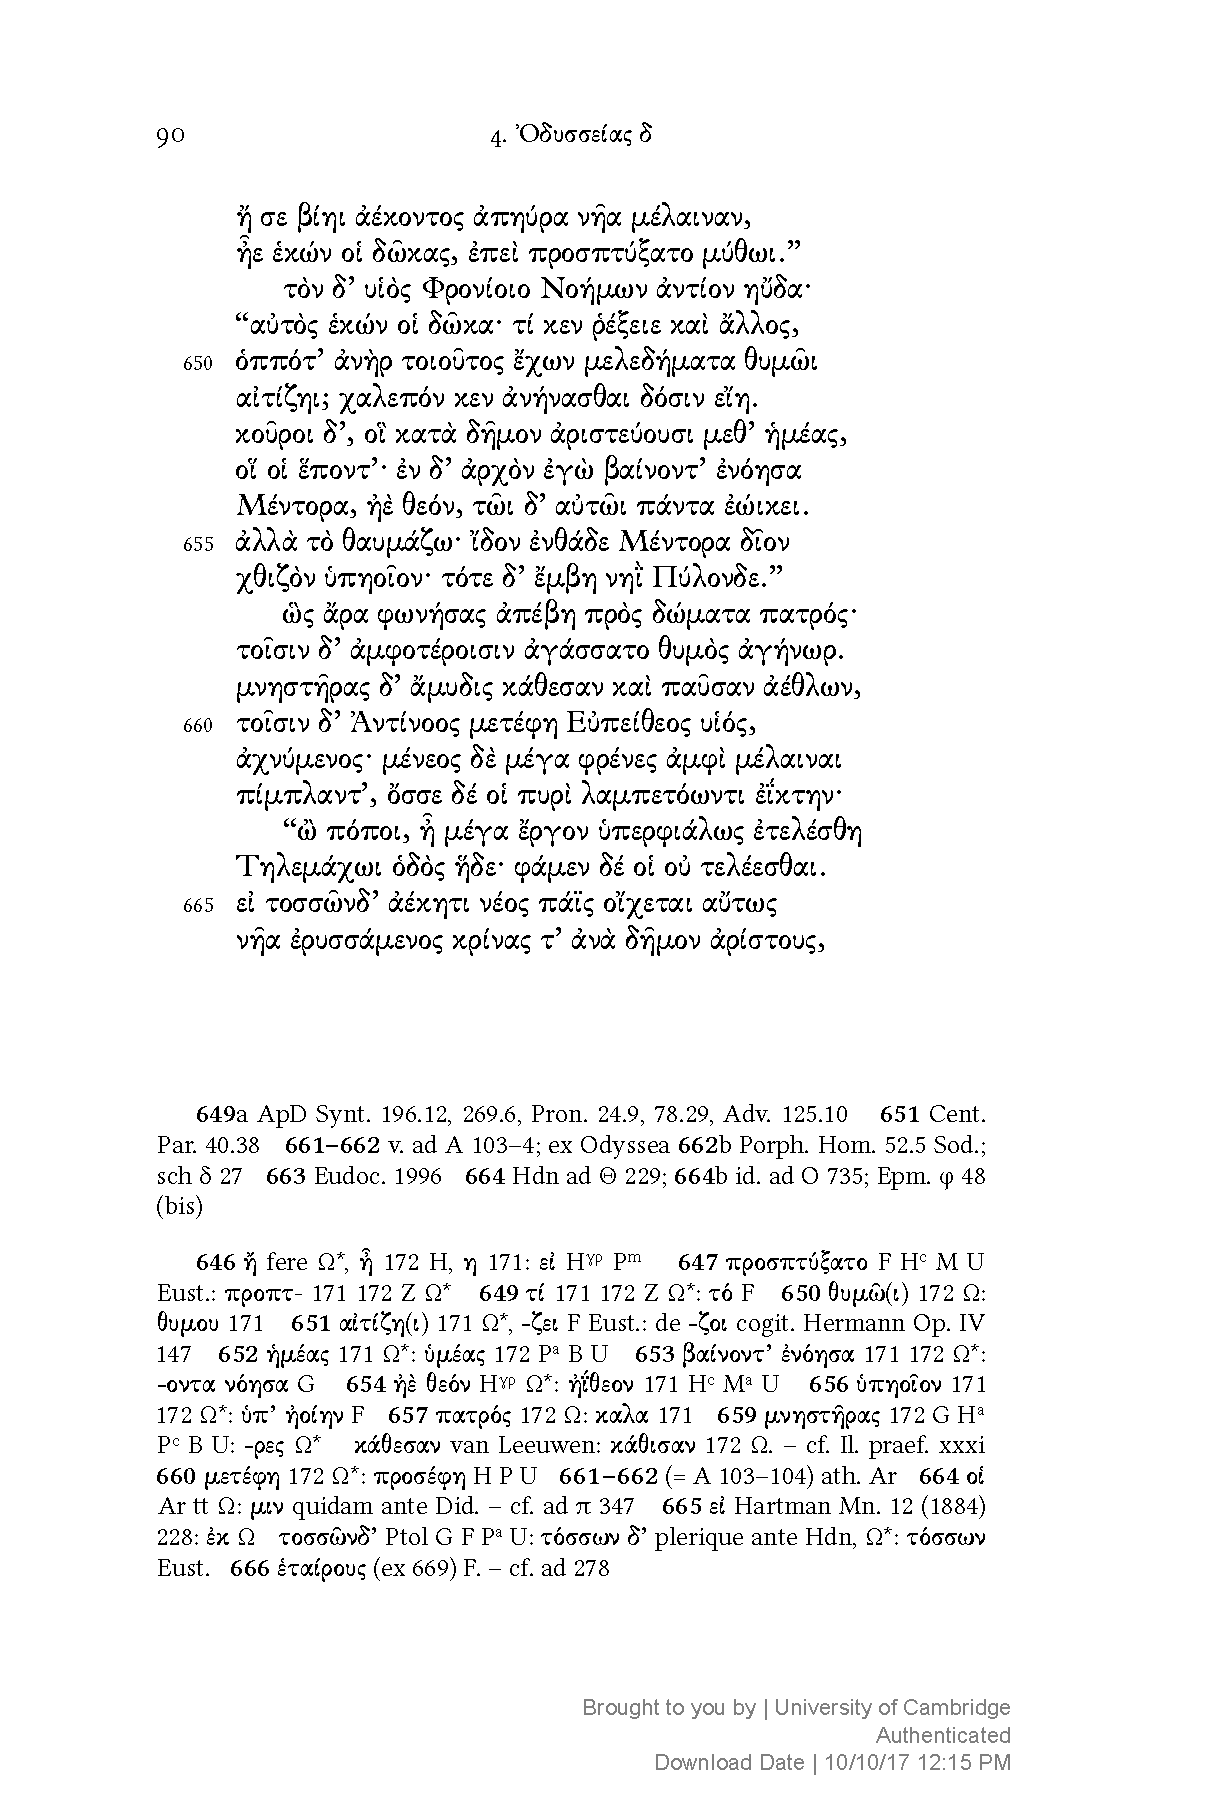 90 4. Ὀδυσσείας δ
ἤ σε βίηι ἀέκοντος ἀπηύρα νῆα μέλαιναν,
ἦε ἑκών οἱ δῶκας, ἐπεὶ προσπτύξατο μύθωι.”
τὸν δ’ υἱὸς Φρονίοιο Νοήμων ἀντίον ηὔδα·
“αὐτὸς ἑκών οἱ δῶκα· τί κεν ῥέξειε καὶ ἄλλος,
650 ὁππότ’ ἀνὴρ τοιοῦτος ἔχων μελεδήματα θυμῶι
αἰτίζηι; χαλεπόν κεν ἀνήνασθαι δόσιν εἴη.
κοῦροι δ’, οἳ κατὰ δῆμον ἀριστεύουσι μεθ’ ἡμέας,
οἵ οἱ ἕποντ’· ἐν δ’ ἀρχὸν ἐγὼ βαίνοντ’ ἐνόησα
Μέντορα, ἠὲ θεόν, τῶι δ’ αὐτῶι πάντα ἐώικει.
655 ἀλλὰ τὸ θαυμάζω· ἴδον ἐνθάδε Μέντορα δῖον
χθιζὸν ὑπηοῖον· τότε δ’ ἔμβη νηῒ Πύλονδε.”
ὣς ἄρα φωνήσας ἀπέβη πρὸς δώματα πατρός·
τοῖσιν δ’ ἀμφοτέροισιν ἀγάσσατο θυμὸς ἀγήνωρ.
μνηστῆρας δ’ ἄμυδις κάθεσαν καὶ παῦσαν ἀέθλων,
660 τοῖσιν δ’ Ἀντίνοος μετέφη Εὐπείθεος υἱός,
ἀχνύμενος· μένεος δὲ μέγα φρένες ἀμφὶ μέλαιναι
πίμπλαντ’, ὄσσε δέ οἱ πυρὶ λαμπετόωντι ἐΐκτην·
“ὢ πόποι, ἦ μέγα ἔργον ὑπερφιάλως ἐτελέσθη
Τηλεμάχωι ὁδὸς ἥδε· φάμεν δέ οἱ οὐ τελέεσθαι.
665 εἰ τοσσῶνδ’ ἀέκητι νέος πάϊς οἴχεται αὔτως
νῆα ἐρυσσάμενος κρίνας τ’ ἀνὰ δῆμον ἀρίστους,
649a ApD Synt. 196.12, 269.6, Pron. 24.9, 78.29, Adv. 125.10 651 Cent.
Par. 40.38 661–662 v. ad A 103–4; ex Odyssea 662b Porph. Hom. 52.5 Sod.;
sch δ 27 663 Eudoc. 1996 664 Hdn ad Θ 229; 664b id. ad O 735; Epm. φ 48
(bis)
646 ἤ fere Ω*, ἦ 172 H, η 171: εἰ Hγρ Pm 647 προσπτύξατο F Hc M U
Eust.: προπτ- 171 172 Z Ω* 649 τί 171 172 Z Ω*: τό F 650 θυμῶ(ι) 172 Ω:
θυμου 171 651 αἰτίζη(ι) 171 Ω*, -ζει F Eust.: de -ζοι cogit. Hermann Op. IV
147 652 ἡμέας 171 Ω*: ὑμέας 172 Pa B U 653 βαίνοντ’ ἐνόησα 171 172 Ω*:
-οντα νόησα G 654 ἠὲ θεόν Hγρ Ω*: ἠΐθεον 171 Hc Ma U 656 ὑπηοῖον 171
172 Ω*: ὑπ’ ἠοίην F 657 πατρός 172 Ω: καλα 171 659 μνηστῆρας 172 G Ha
Pc B U: -ρες Ω* κάθεσαν van Leeuwen: κάθισαν 172 Ω. – cf. Il. praef. xxxi
660 μετέφη 172 Ω*: προσέφη H P U 661–662 (= A 103–104) ath. Ar 664 οἱ
Ar tt Ω: μιν quidam ante Did. – cf. ad π 347 665 εἰ Hartman Mn. 12 (1884)
228: ἐκ Ω τοσσῶνδ’ Ptol G F Pa U: τόσσων δ’ plerique ante Hdn, Ω*: τόσσων
Eust. 666 ἑταίρους (ex 669) F. – cf. ad 278
Brought to you by | University of Cambridge
Authenticated
Download Date | 10/10/17 12:15 PM